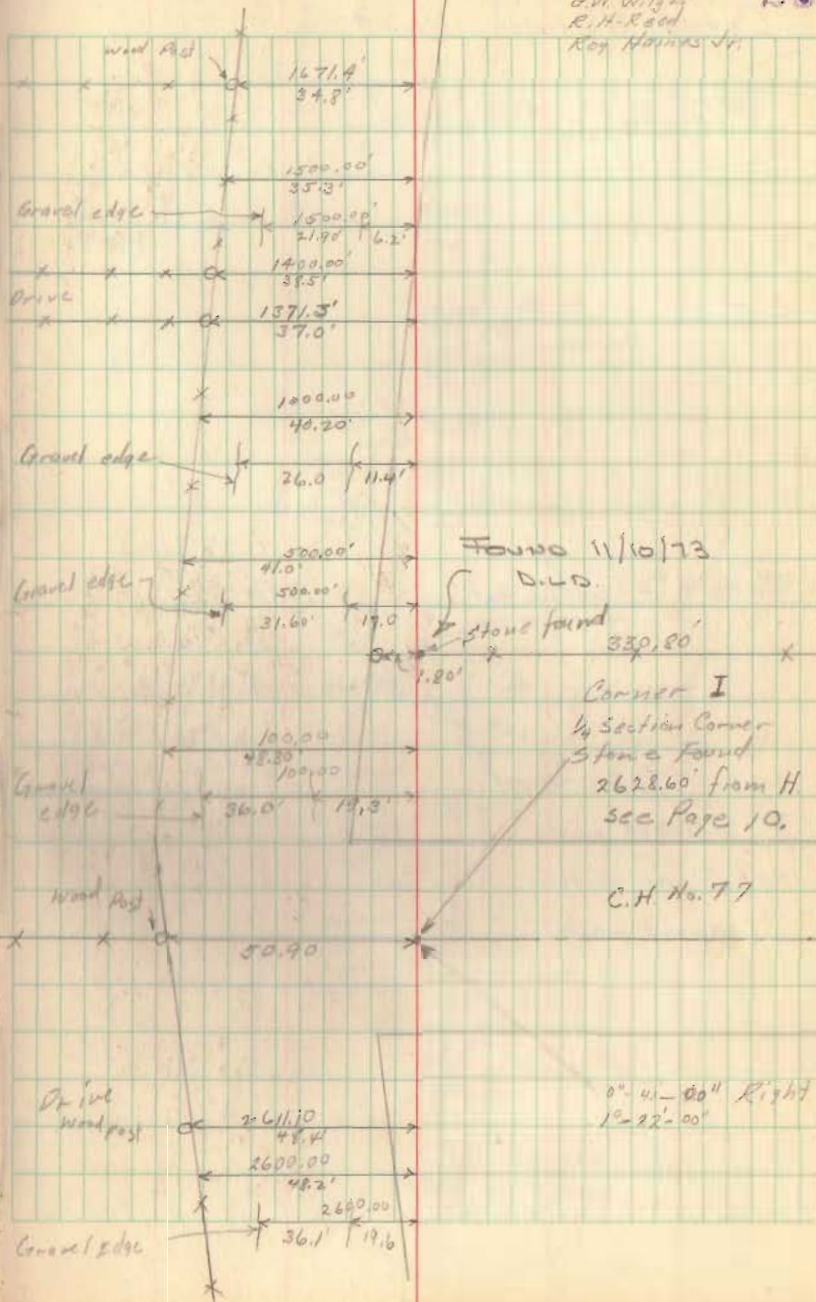 R.H. Reed
Roy Haines Jr.
Wood Post
1671.4'
34.8'
1500.00'
35.3'
Gravel edge
1500.00'
21.90 6.2'
1400.00'
38.5'
Drive
1371.3'
37.0'
1000.00
40.20'
Gravel edge
26.0 11.4'
Found 11/10/73
D.L.D.
500.00'
41.0'
Gravel edge
500.00'
31.60' 17.0
Stone found
330.80'
1.80'
Corner I
1/4 Section Corner
Stone Found
2628.60' from H
see Page 10.
100.00
48.80'
100.00
Gravel edge
36.0' 19.3'
C.H. No. 77
Wood Post
50.90
0°-41-00" Right
1°-22'-00"
Drive
wood post
2611.10
48.4'
2600.00
48.2'
2600.00
Gravel Edge
36.1' 19.6